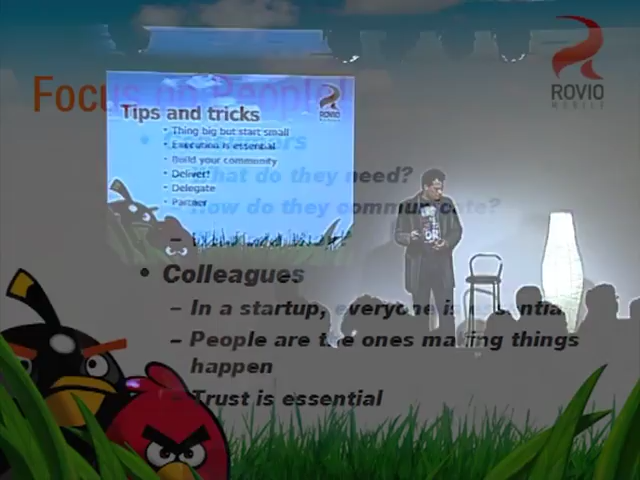 Focus on People!
ROVIO
MOBILE
Tips and tricks
• Thing big but start small
• Execution is essential
• Build your community
• Deliver!
• Delegate
• Partner
ROVIO
• Consumers
What do they need?
How do they communicate?
• Colleagues
– In a startup, everyone is essential
– People are the ones making things
happen
– Trust is essential